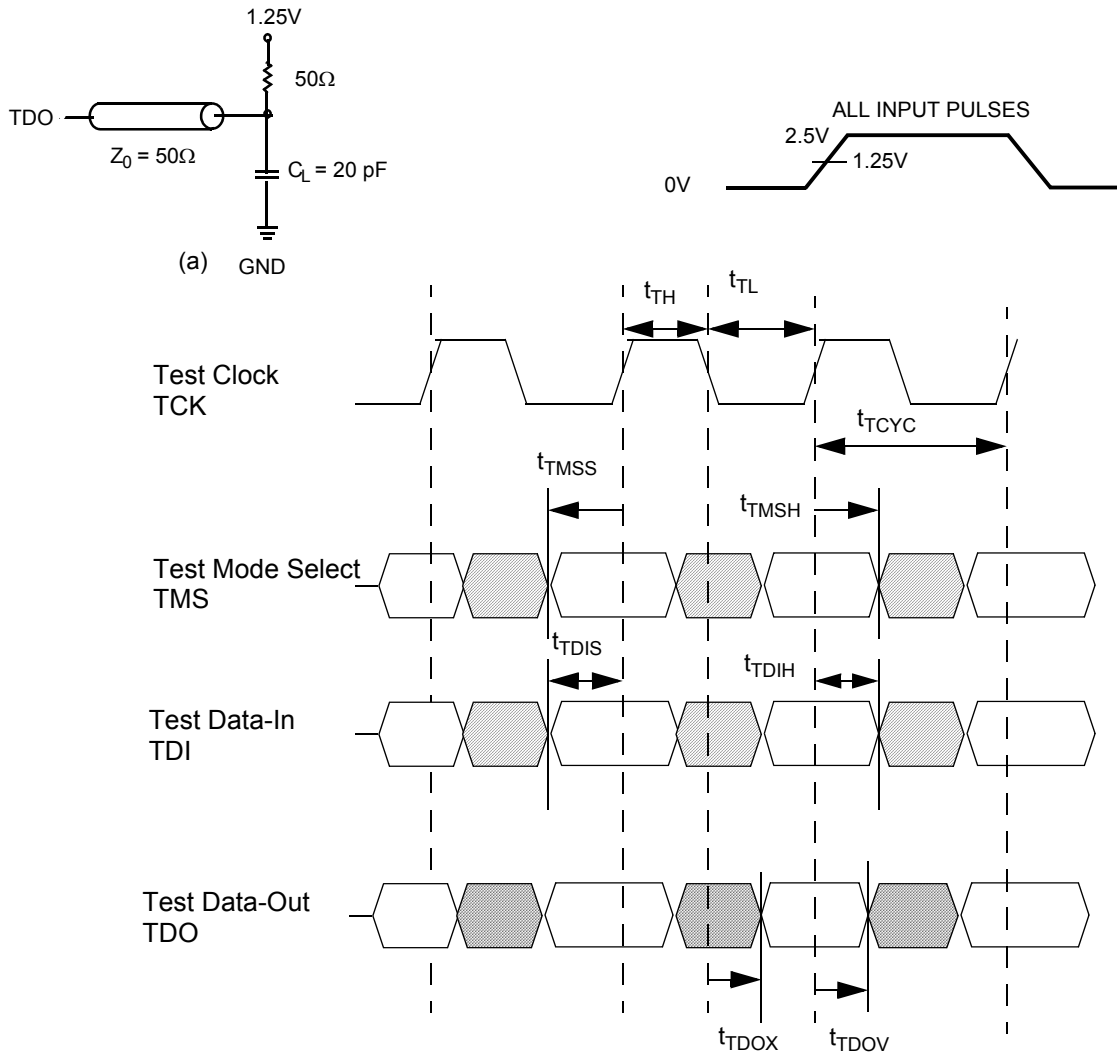 1.25V
50Ω
TDO
Z0 = 50Ω
CL = 20 pF
(a) GND
ALL INPUT PULSES
2.5V
1.25V
0V
tTH
tTL
Test Clock
TCK
tTCYC
tTMSS
tTMSH
Test Mode Select
TMS
tTDIS
tTDIH
Test Data-In
TDI
Test Data-Out
TDO
tTDOX
tTDOV